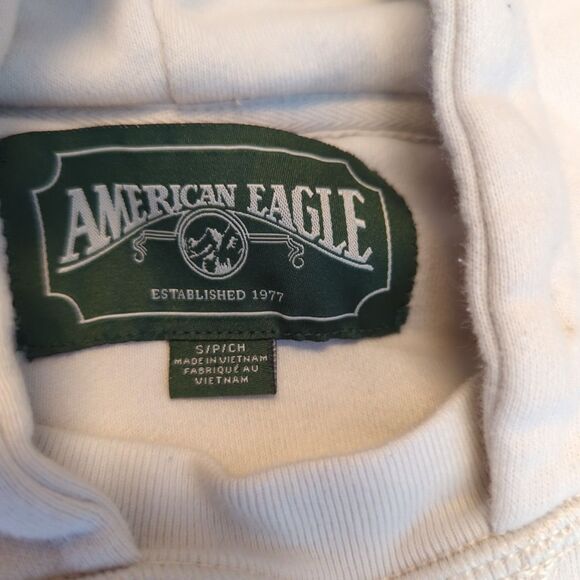 AMERICAN EAGLE
ESTABLISHED 1977
S/P/CH
MADE IN VIETNAM
FABRIQUÉ AU
VIETNAM